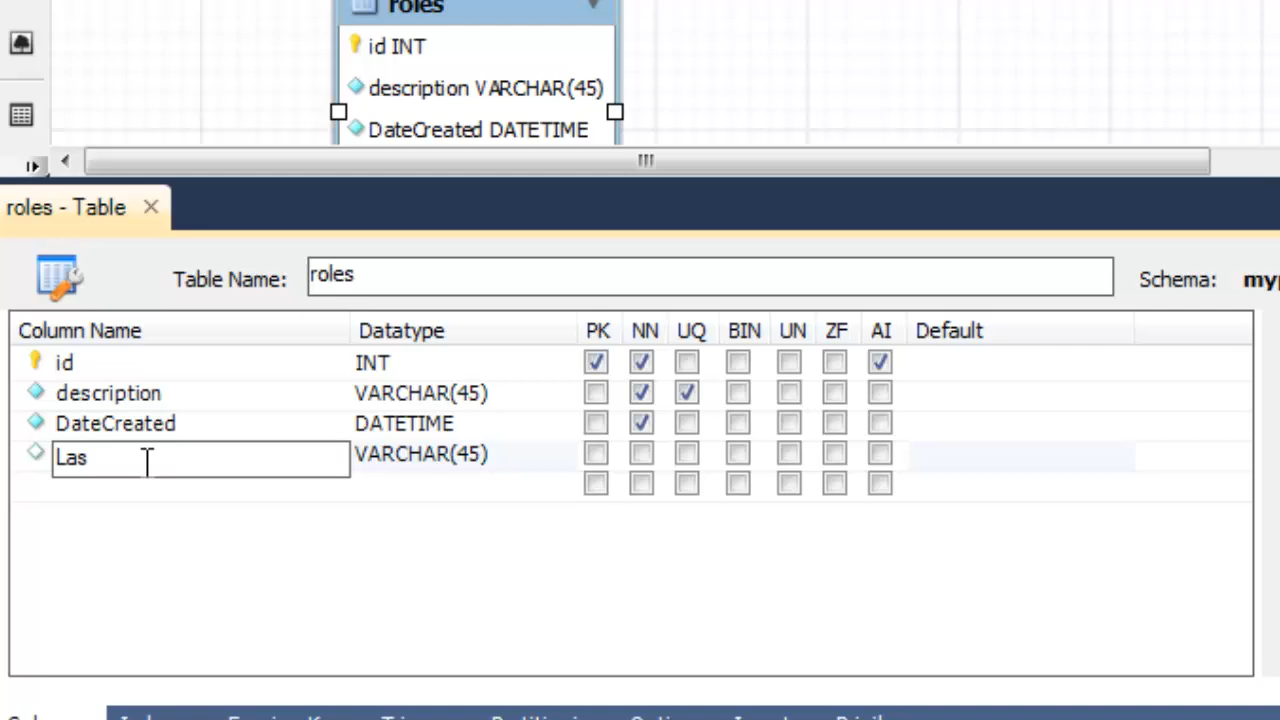 roles
id INT
description VARCHAR(45)
DateCreated DATETIME
roles - Table
Table Name: roles Schema:
Column Name Datatype PK NN UQ BIN UN ZF AI Default
id INT
description VARCHAR(45)
DateCreated DATETIME
Las VARCHAR(45)